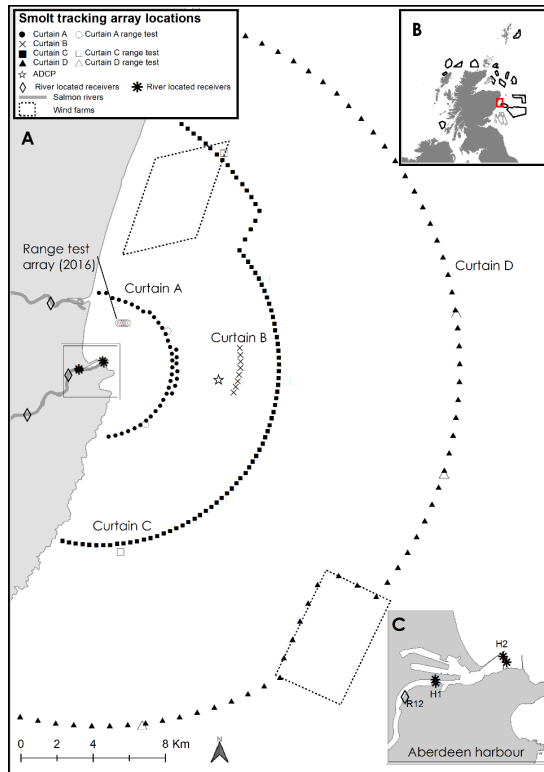 Smolt tracking array locations
Curtain A
Curtain A range test
Curtain B
Curtain C
Curtain C range test
Curtain D
Curtain D range test
ADCP
River located receivers
River located receivers
Salmon rivers
Wind farms
A
B
Range test
array (2016)
Curtain A
Curtain D
Curtain B
Curtain C
C
H2
H1
R12
Aberdeen harbour
0 2 4 8 Km
N